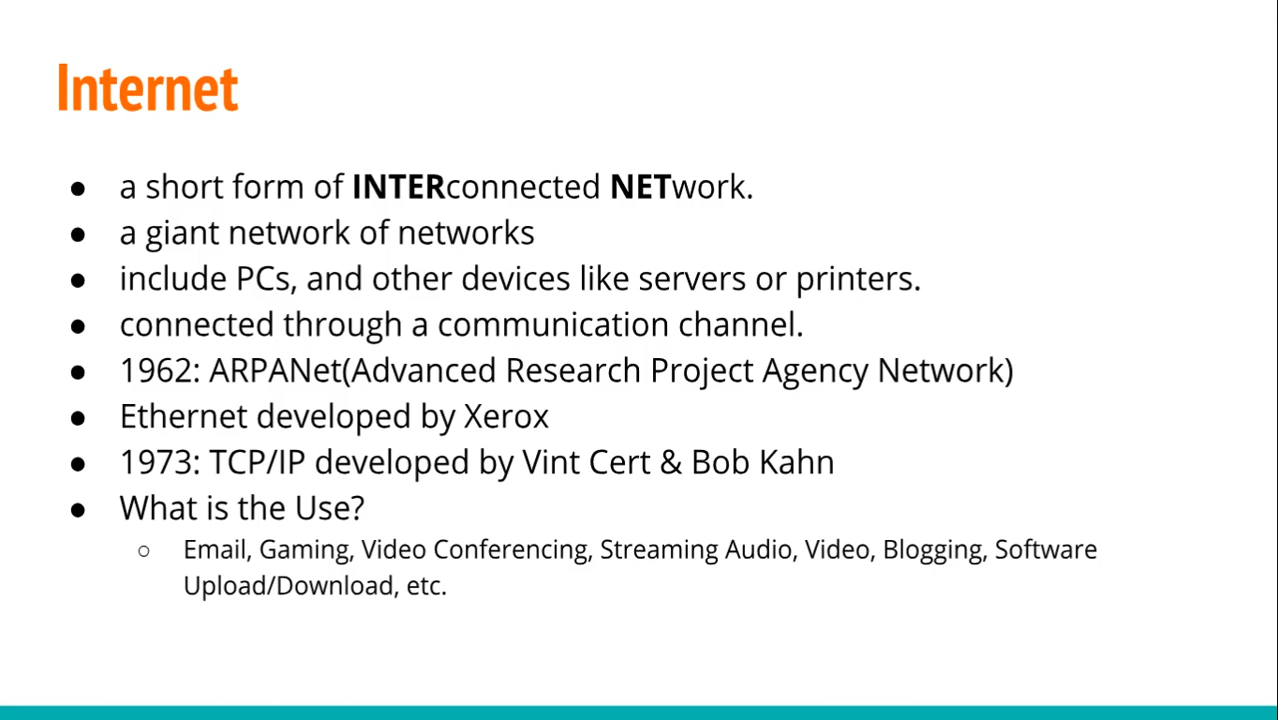 Internet
● a short form of INTERconnected NETwork.
● a giant network of networks
● include PCs, and other devices like servers or printers.
● connected through a communication channel.
● 1962: ARPANet(Advanced Research Project Agency Network)
● Ethernet developed by Xerox
● 1973: TCP/IP developed by Vint Cert & Bob Kahn
● What is the Use?
○ Email, Gaming, Video Conferencing, Streaming Audio, Video, Blogging, Software
Upload/Download, etc.